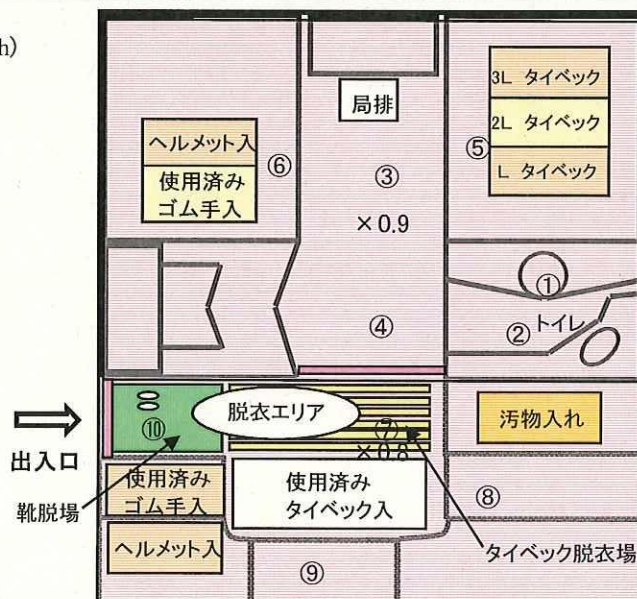 h)
局排
3L タイベック
2L タイベック
L タイベック
⑤
ヘルメット入
使用済み
ゴム手入
⑥
③
×0.9
①
② トイレ
④
出入口
⑩
脱衣エリア
⑦
×0.8
汚物入れ
使用済み
ゴム手入
使用済み
タイベック入
⑧
靴脱場
ヘルメット入
タイベック脱衣場
⑨